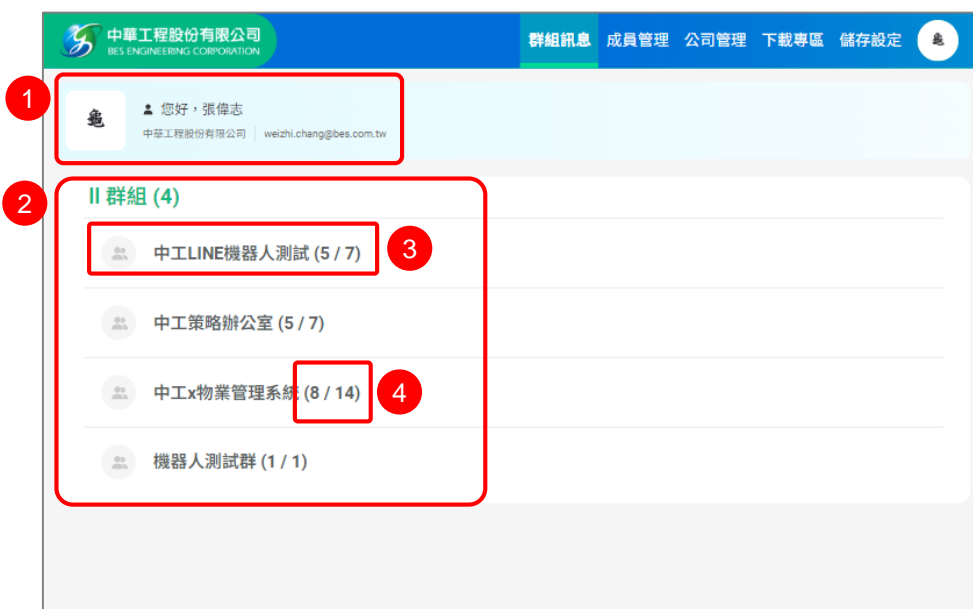 中華工程股份有限公司
BES ENGINEERING CORPORATION
群組訊息 成員管理 公司管理 下載專區 儲存設定 龜
1
龜
您好，張偉志
中華工程股份有限公司 weizhi.chang@bes.com.tw
2
群組 (4)
中工LINE機器人測試 (5 / 7)
3
中工策略辦公室 (5 / 7)
中工x物業管理系統 (8 / 14)
4
機器人測試群 (1 / 1)